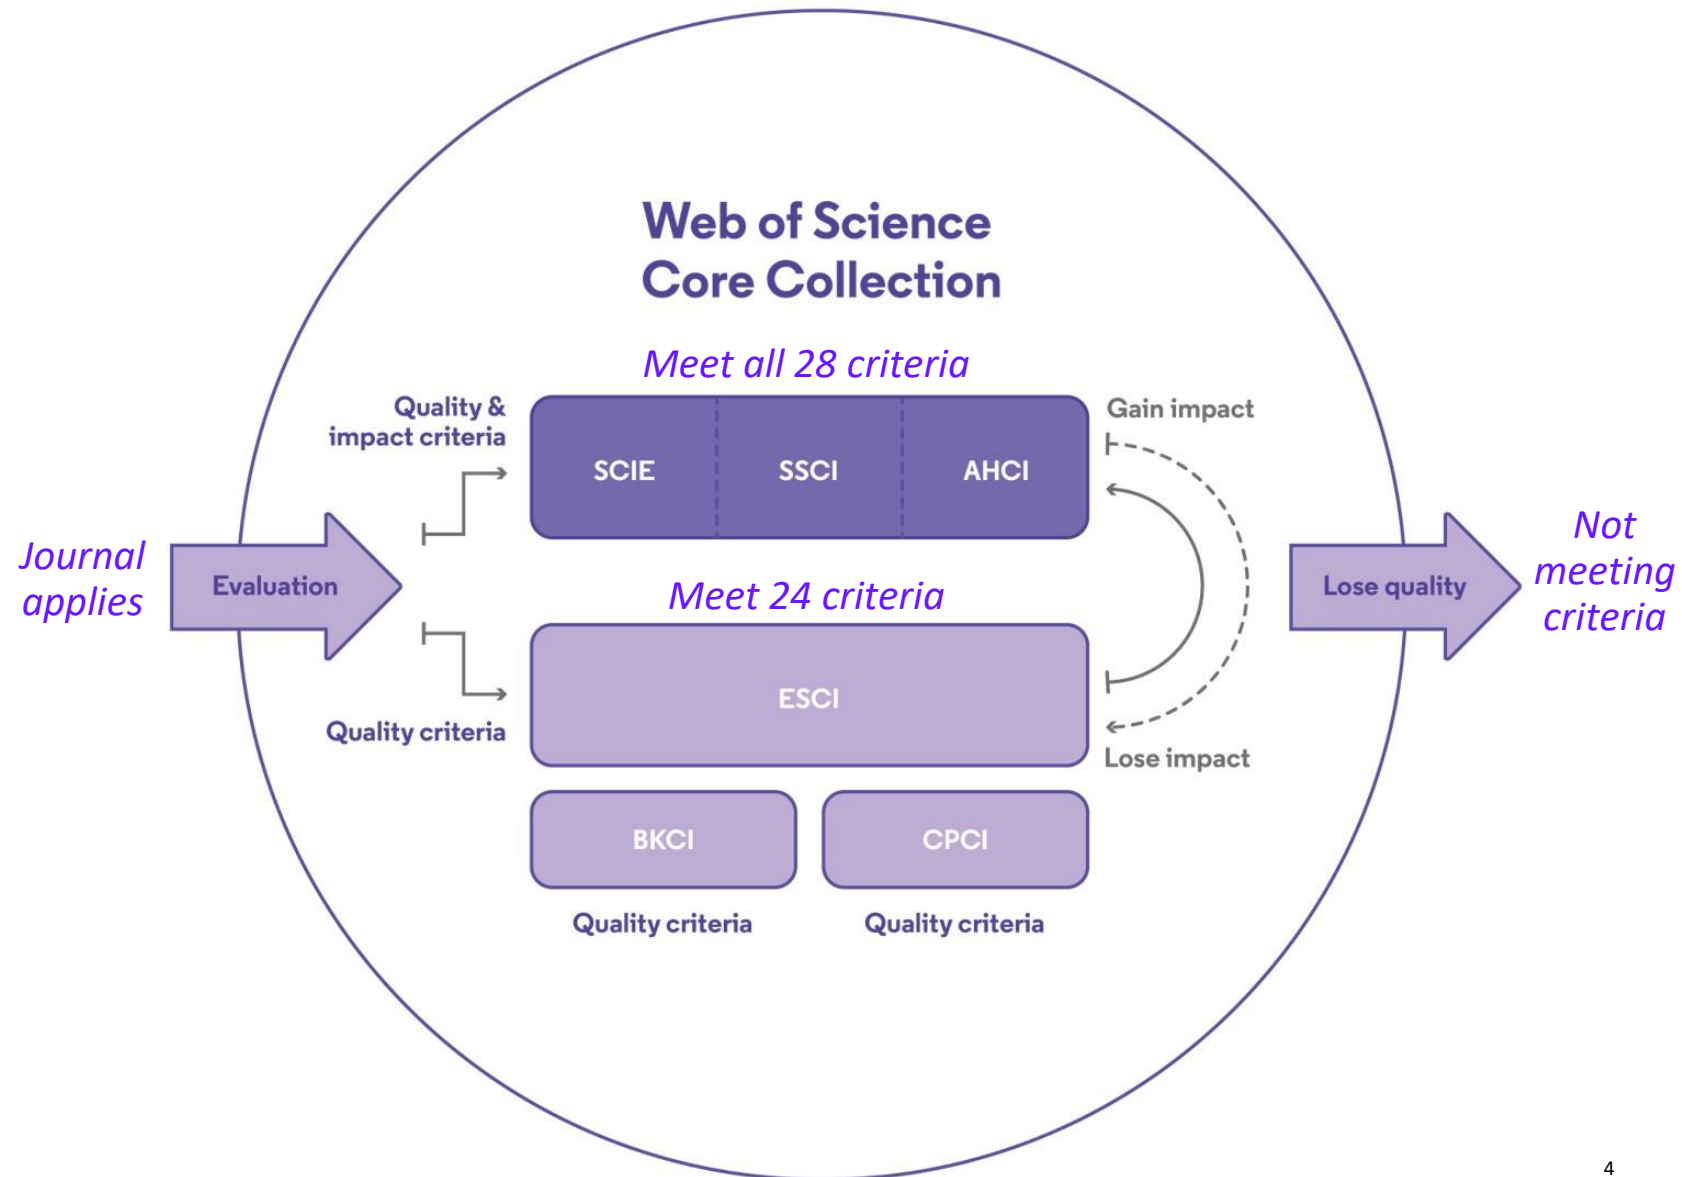 Web of Science
Core Collection
Meet all 28 criteria
Quality &
impact criteria
SCIE
SSCI
AHCI
Gain impact
Journal
applies
Evaluation
Meet 24 criteria
Lose quality
Not
meeting
criteria
ESCI
Quality criteria
Lose impact
BKCI
CPCI
Quality criteria
Quality criteria
4